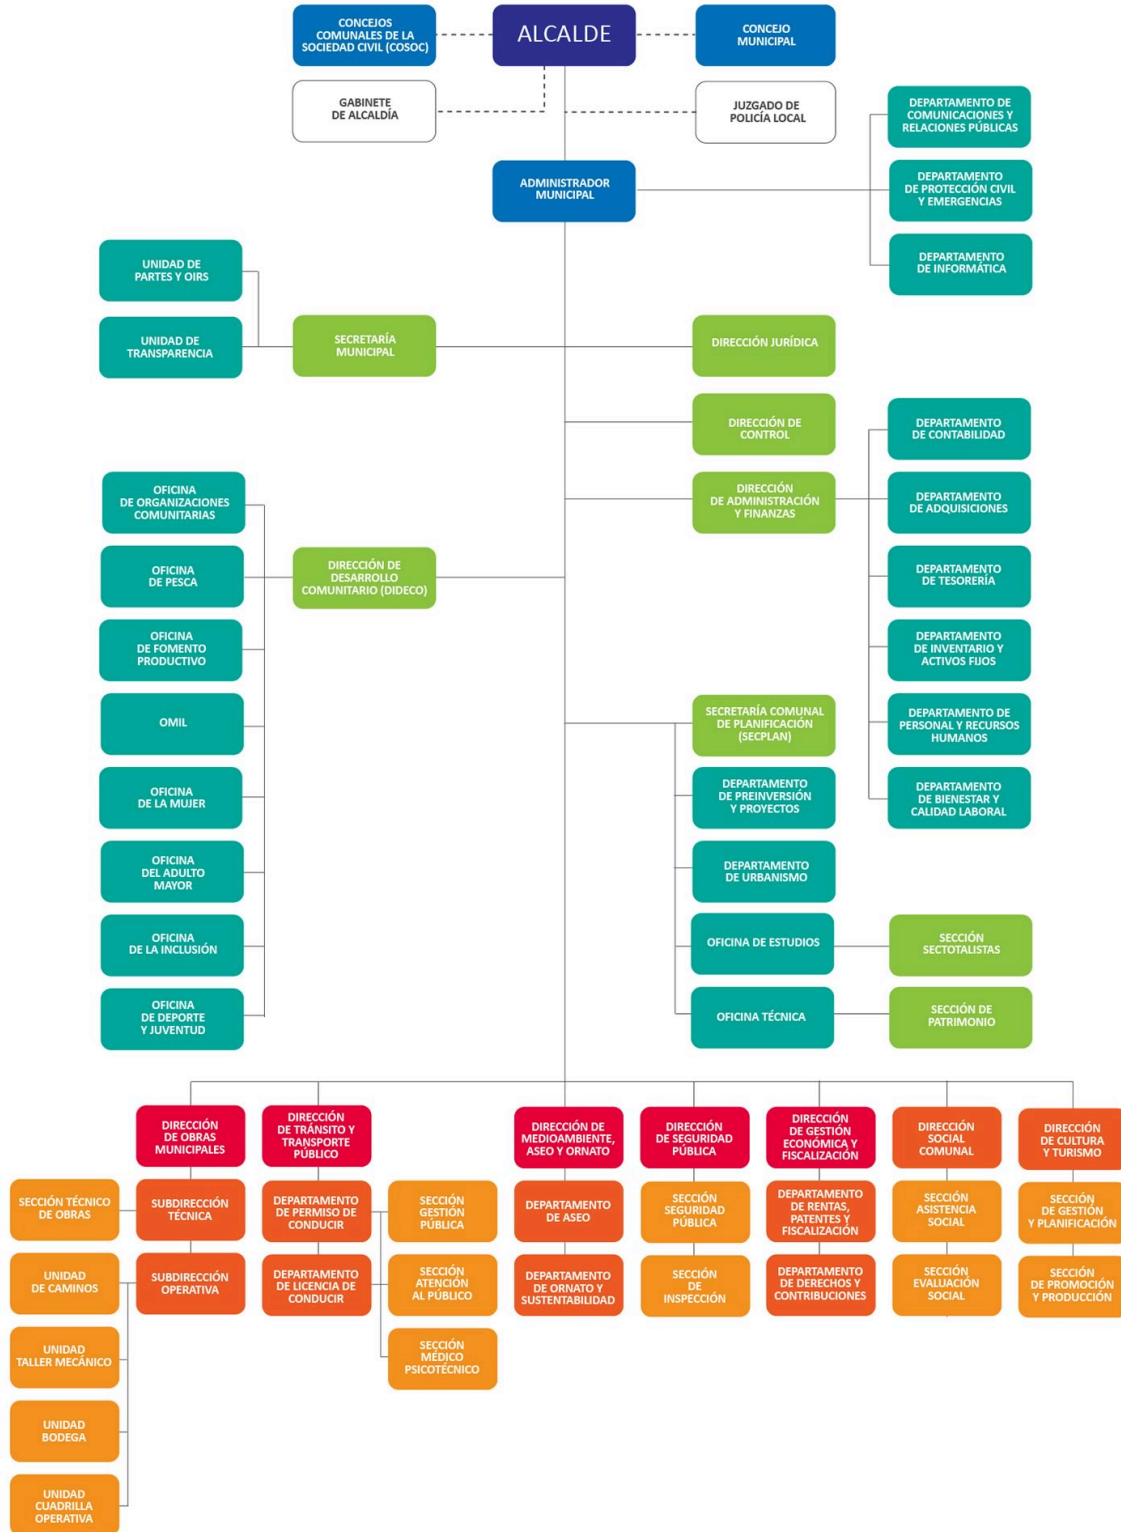 CONCEJOS
COMUNALES DE LA
SOCIEDAD CIVIL (COSOC)
ALCALDE
CONCEJO
MUNICIPAL
GABINETE
DE ALCALDÍA
JUZGADO DE
POLICÍA LOCAL
DEPARTAMENTO DE
COMUNICACIONES Y
RELACIONES PÚBLICAS
ADMINISTRADOR
MUNICIPAL
DEPARTAMENTO
DE PROTECCIÓN CIVIL
Y EMERGENCIAS
DEPARTAMENTO
DE INFORMÁTICA
UNIDAD DE
PARTES Y OIRS
UNIDAD DE
TRANSPARENCIA
SECRETARÍA
MUNICIPAL
DIRECCIÓN JURÍDICA
DIRECCIÓN DE
CONTROL
DIRECCIÓN
DE ADMINISTRACIÓN
Y FINANZAS
DEPARTAMENTO
DE CONTABILIDAD
DEPARTAMENTO
DE ADQUISICIONES
DEPARTAMENTO
DE TESORERÍA
DEPARTAMENTO
DE INVENTARIO Y
ACTIVOS FIJOS
DEPARTAMENTO DE
PERSONAL Y RECURSOS
HUMANOS
DEPARTAMENTO
DE BIENESTAR Y
CALIDAD LABORAL
OFICINA
DE ORGANIZACIONES
COMUNITARIAS
OFICINA
DE PESCA
DIRECCIÓN DE
DESARROLLO
COMUNITARIO (DIDECO)
OFICINA
DE FOMENTO
PRODUCTIVO
OMIL
OFICINA
DE LA MUJER
OFICINA
DEL ADULTO
MAYOR
OFICINA
DE LA INCLUSIÓN
OFICINA
DE DEPORTE
Y JUVENTUD
SECRETARÍA COMUNAL
DE PLANIFICACIÓN
(SECPLAN)
DEPARTAMENTO
DE PREINVERSIÓN
Y PROYECTOS
DEPARTAMENTO
DE URBANISMO
OFICINA DE ESTUDIOS
SECCIÓN
SECTOTALISTAS
OFICINA TÉCNICA
SECCIÓN DE
PATRIMONIO
DIRECCIÓN
DE OBRAS
MUNICIPALES
DIRECCIÓN
DE TRÁNSITO Y
TRANSPORTE
PÚBLICO
DIRECCIÓN DE
MEDIOAMBIENTE,
ASEO Y ORNATO
DIRECCIÓN
DE SEGURIDAD
PÚBLICA
DIRECCIÓN
DE GESTIÓN
ECONÓMICA Y
FISCALIZACIÓN
DIRECCIÓN
SOCIAL
COMUNAL
DIRECCIÓN
DE CULTURA
Y TURISMO
SECCIÓN TÉCNICO
DE OBRAS
SUBDIRECCIÓN
TÉCNICA
DEPARTAMENTO
DE PERMISO DE
CONDUCIR
SECCIÓN
GESTIÓN
PÚBLICA
DEPARTAMENTO
DE ASEO
SECCIÓN
SEGURIDAD
PÚBLICA
DEPARTAMENTO
DE RENTAS,
PATENTES Y
FISCALIZACIÓN
SECCIÓN
ASISTENCIA
SOCIAL
SECCIÓN
DE GESTIÓN
Y PLANIFICACIÓN
UNIDAD
DE CAMINOS
SUBDIRECCIÓN
OPERATIVA
DEPARTAMENTO
DE LICENCIA DE
CONDUCIR
SECCIÓN
ATENCIÓN
AL PÚBLICO
DEPARTAMENTO
DE ORNATO Y
SUSTENTABILIDAD
SECCIÓN
DE
INSPECCIÓN
DEPARTAMENTO
DE DERECHOS Y
CONTRIBUCIONES
SECCIÓN
EVALUACIÓN
SOCIAL
SECCIÓN
DE PROMOCIÓN
Y PRODUCCIÓN
UNIDAD
TALLER MECÁNICO
SECCIÓN
MÉDICO
PSICOTÉCNICO
UNIDAD
BODEGA
UNIDAD
CUADRILLA
OPERATIVA